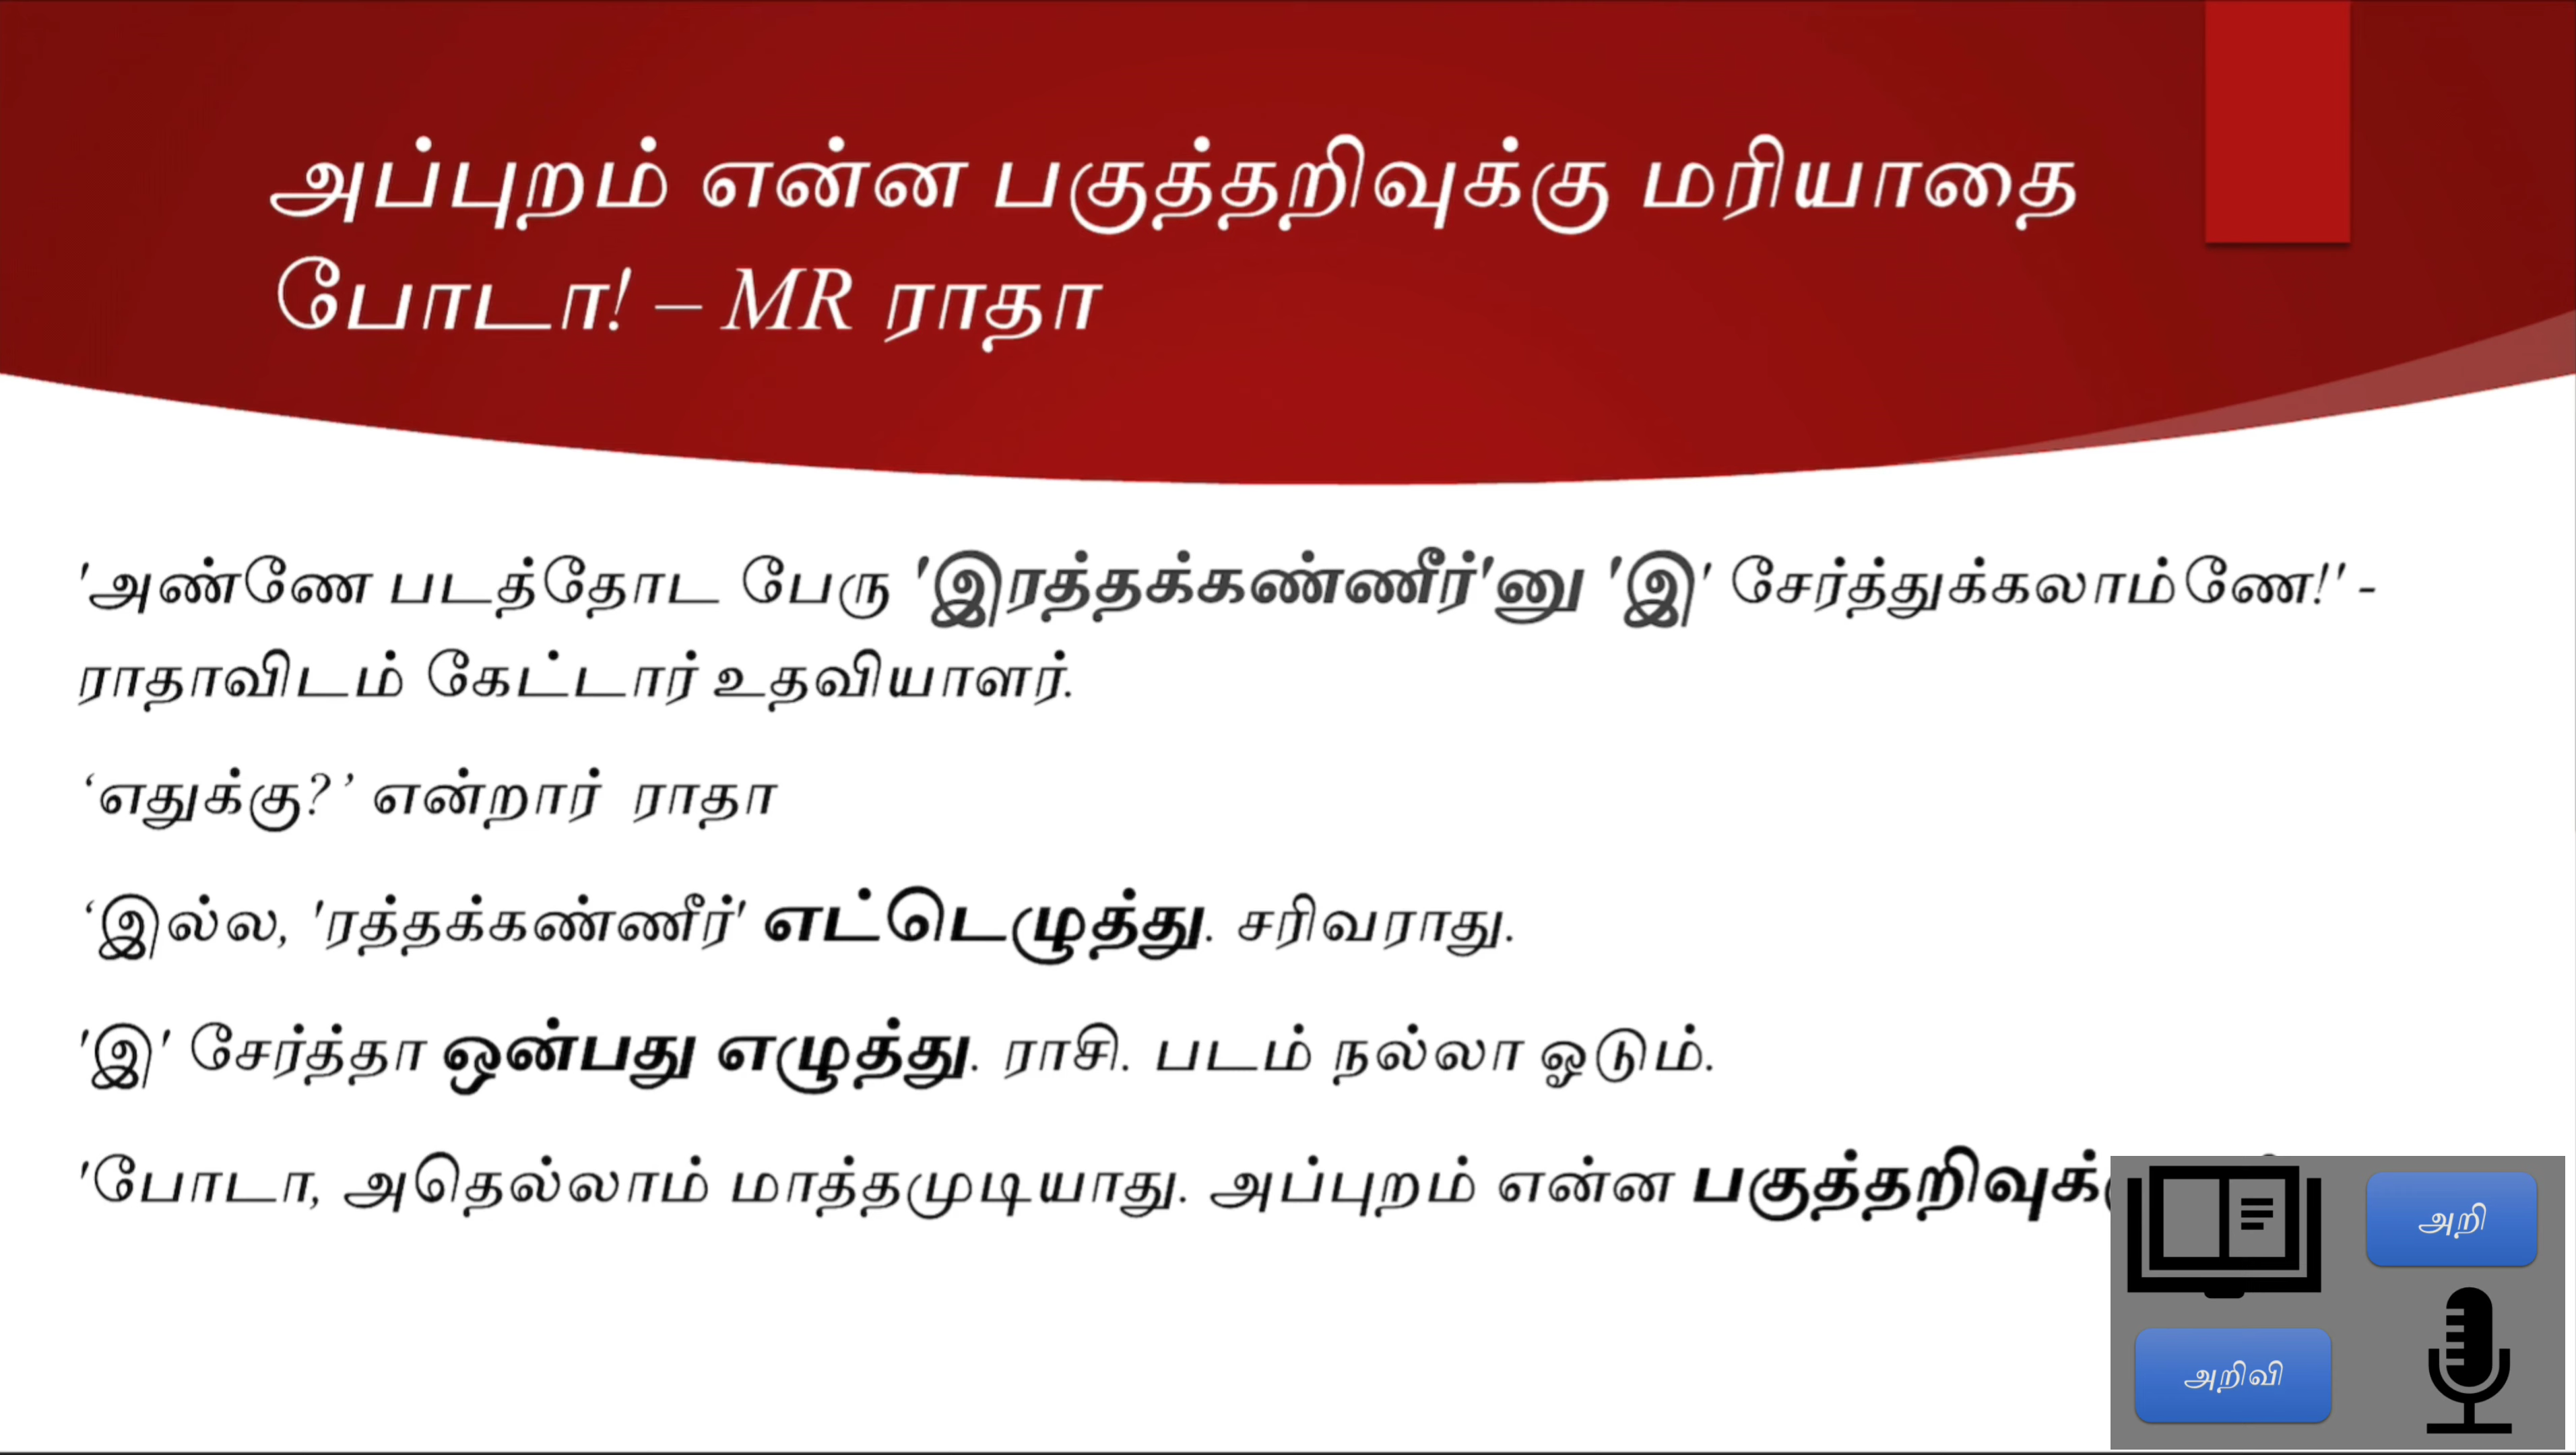 அப்புறம் என்ன பகுத்தறிவுக்கு மரியாதை
போடா! – MR ராதா
'அண்ணே படத்தோட பேரு 'இரத்தக்கண்ணீர்'னு 'இ' சேர்த்துக்கலாம்ணே!' -
ராதாவிடம் கேட்டார் உதவியாளர்.
‘எதுக்கு?’ என்றார் ராதா
‘இல்ல, 'ரத்தக்கண்ணீர்' எட்டெழுத்து. சரிவராது.
'இ' சேர்த்தா ஒன்பது எழுத்து. ராசி. படம் நல்லா ஓடும்.
'போடா, அதெல்லாம் மாத்தமுடியாது. அப்புறம் என்ன
அறி
அறிவி